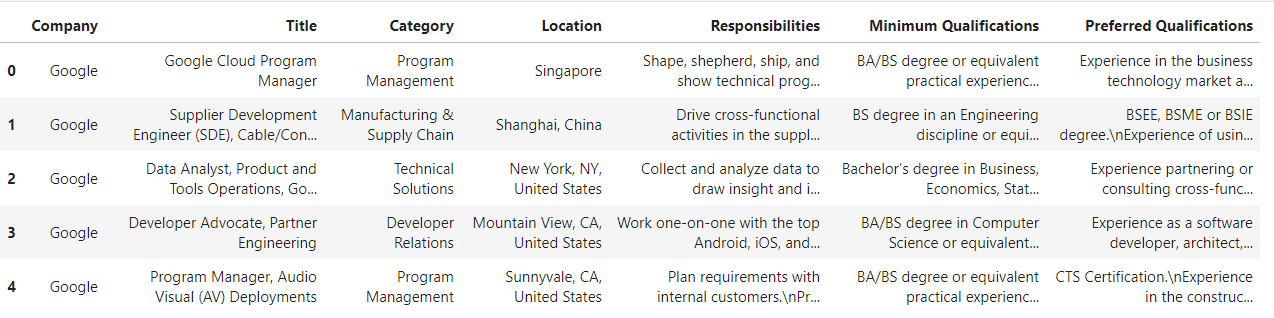 Company Title Category Location Responsibilities Minimum Qualifications Preferred Qualifications
0 Google Google Cloud Program Manager Program Management Singapore Shape, shepherd, ship, and show technical prog... BA/BS degree or equivalent practical experienc... Experience in the business technology market a...
1 Google Supplier Development Engineer (SDE), Cable/Con... Manufacturing & Supply Chain Shanghai, China Drive cross-functional activities in the suppl... BS degree in an Engineering discipline or equi... BSEE, BSME or BSIE degree.\nExperience of usin...
2 Google Data Analyst, Product and Tools Operations, Go... Technical Solutions New York, NY, United States Collect and analyze data to draw insight and i... Bachelor’s degree in Business, Economics, Stat... Experience partnering or consulting cross-func...
3 Google Developer Advocate, Partner Engineering Developer Relations Mountain View, CA, United States Work one-on-one with the top Android, iOS, and... BA/BS degree in Computer Science or equivalent... Experience as a software developer, architect,...
4 Google Program Manager, Audio Visual (AV) Deployments Program Management Sunnyvale, CA, United States Plan requirements with internal customers.\nPr... BA/BS degree or equivalent practical experienc... CTS Certification.\nExperience in the construc...